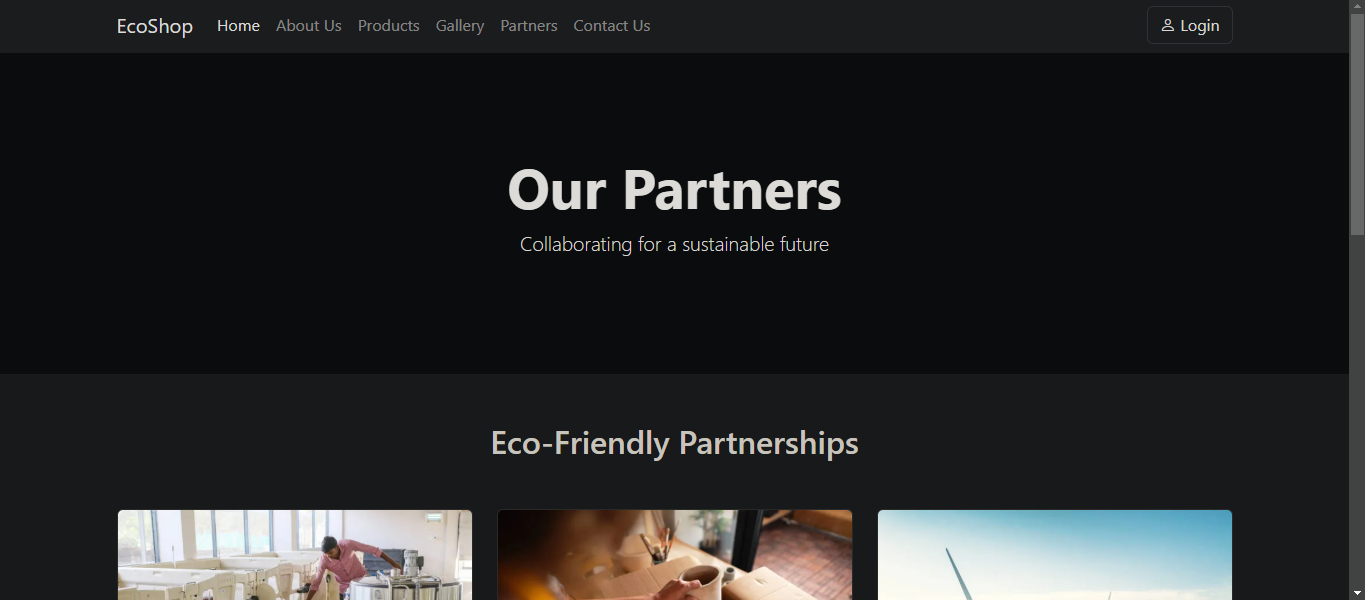 EcoShop Home About Us Products Gallery Partners Contact Us Login
Our Partners
Collaborating for a sustainable future
Eco-Friendly Partnerships